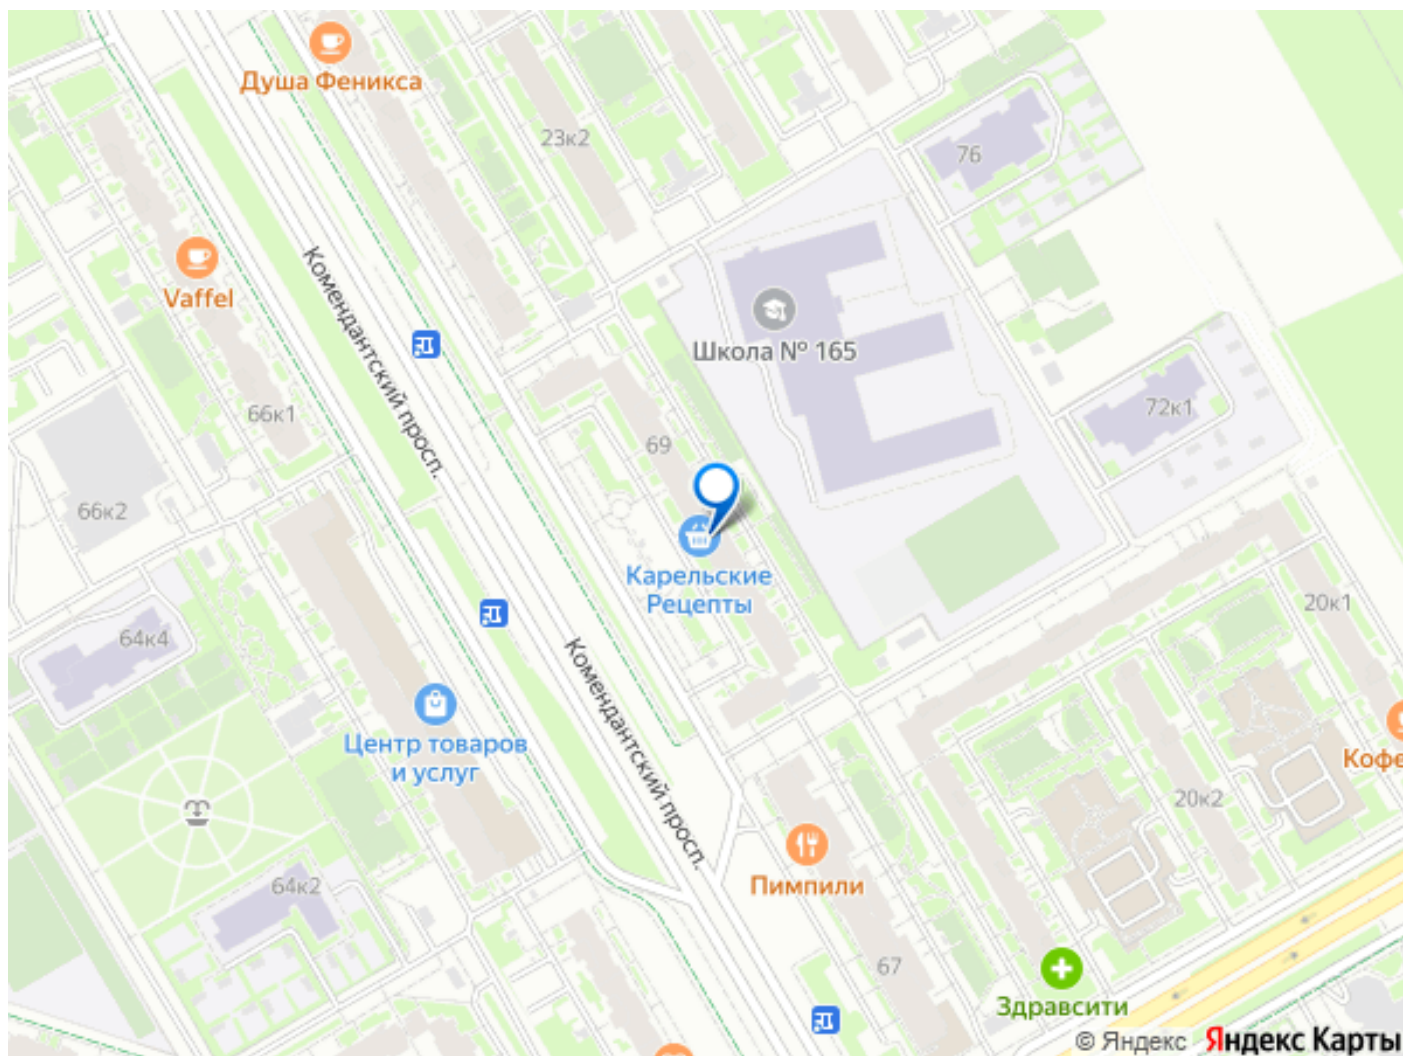 Душа Феникса
23к2
76
Vaffel
Комендантский просп.
Школа № 165
66к1
72к1
69
66к2
Карельские
Рецепты
20к1
64к4
Комендантский просп.
Центр товаров
и услуг
Кофе
20к2
Пимпили
64к2
67
Здравсити
© Яндекс Яндекс Карты